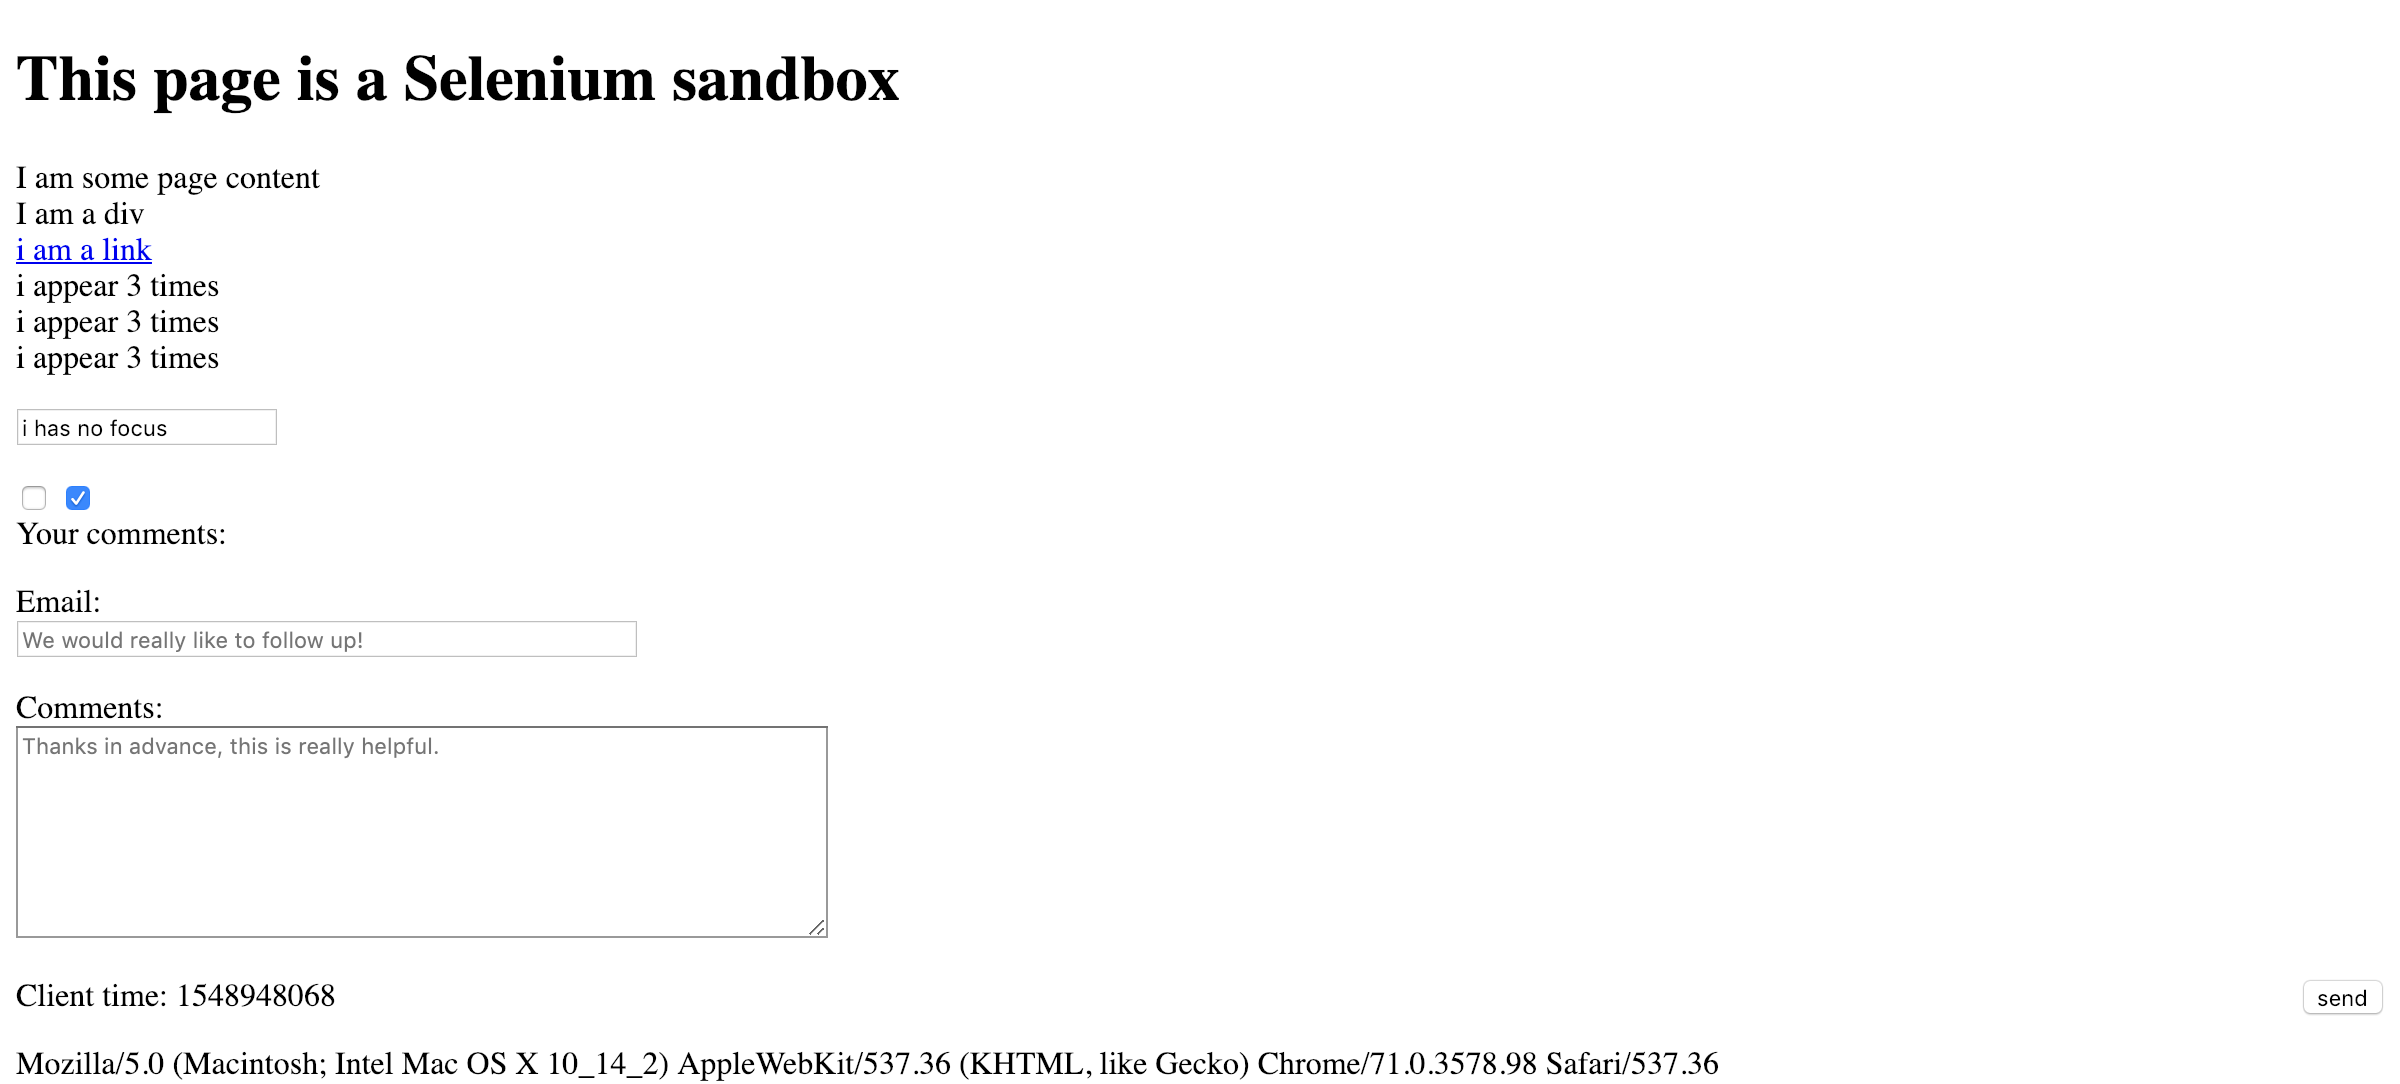 This page is a Selenium sandbox
I am some page content
I am a div
i am a link
i appear 3 times
i appear 3 times
i appear 3 times
i has no focus
Your comments:
Email:
We would really like to follow up!
Comments:
Thanks in advance, this is really helpful.
Client time: 1548948068
send
Mozilla/5.0 (Macintosh; Intel Mac OS X 10_14_2) AppleWebKit/537.36 (KHTML, like Gecko) Chrome/71.0.3578.98 Safari/537.36